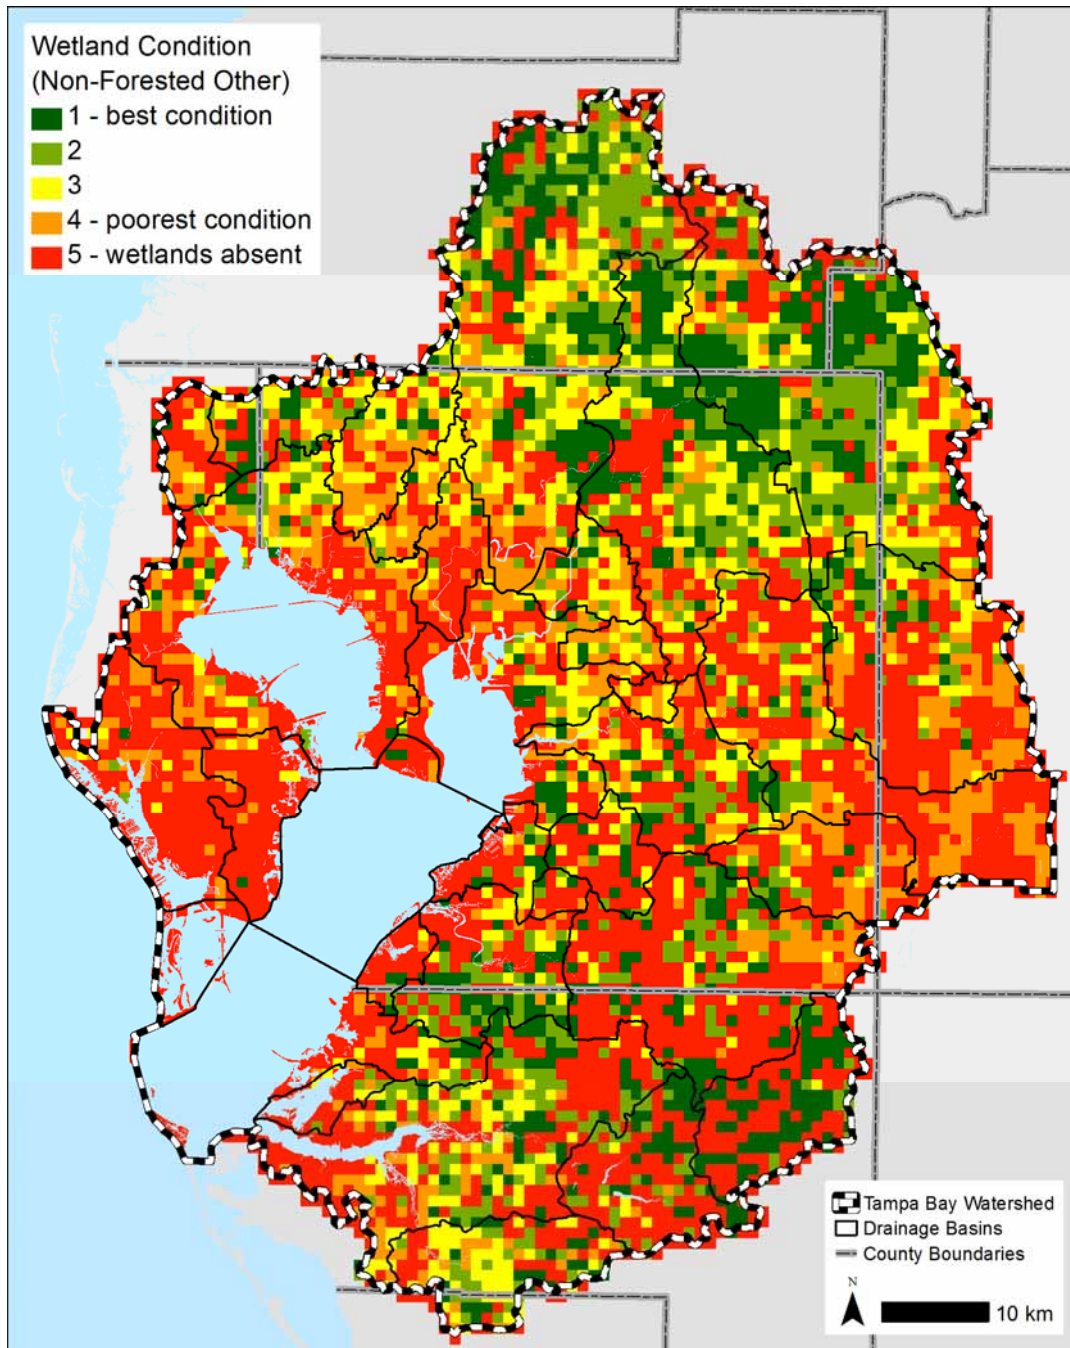 Wetland Condition
(Non-Forested Other)
1 - best condition
2
3
4 - poorest condition
5 - wetlands absent
Tampa Bay Watershed
Drainage Basins
County Boundaries
N
10 km